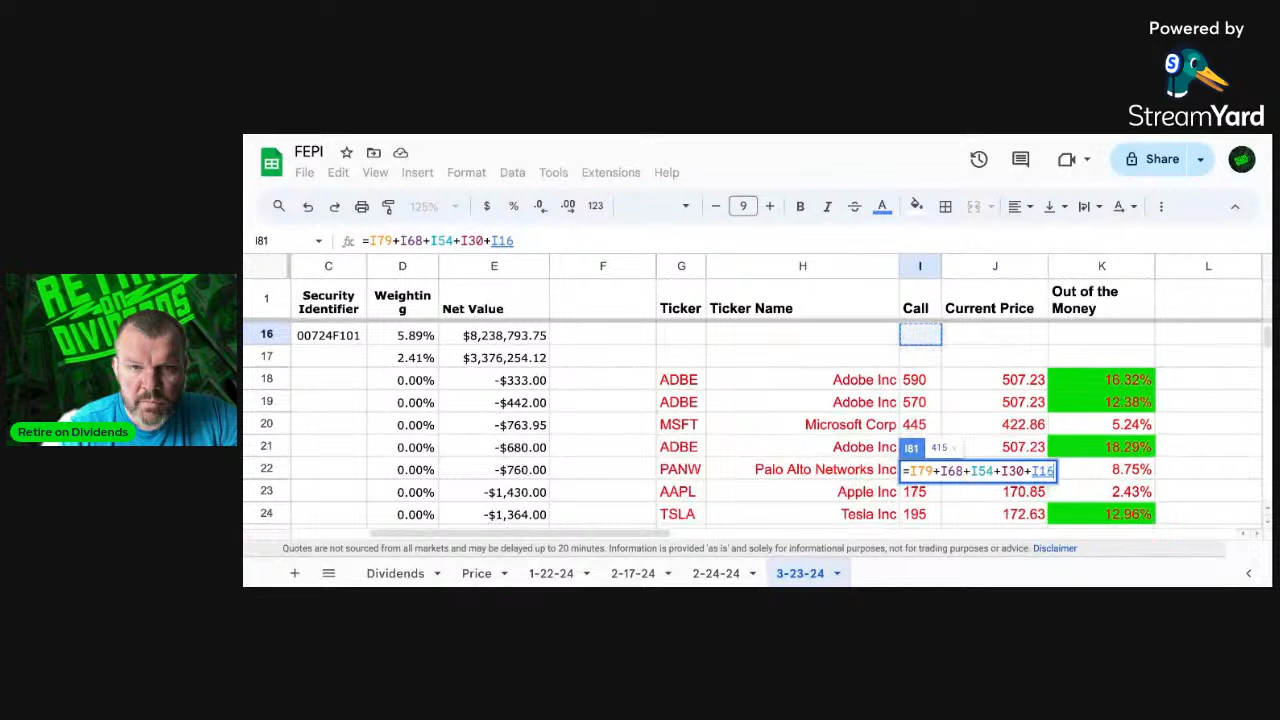 Powered by
S
StreamYard
FEPI
File Edit View Insert Format Data Tools Extensions Help
Share
125% $ % .0 .00 123 9 B I A
I81 fx =I79+I68+I54+I30+I16
C D E F G H I J K L
1 Security Identifier Weightin g Net Value Ticker Ticker Name Call Current Price Out of the Money
16 00724F101 5.89% $8,238,793.75
17 2.41% $3,376,254.12
18 0.00% -$333.00 ADBE Adobe Inc 590 507.23 16.32%
19 0.00% -$442.00 ADBE Adobe Inc 570 507.23 12.38%
20 0.00% -$763.95 MSFT Microsoft Corp 445 422.86 5.24%
21 0.00% -$680.00 ADBE Adobe Inc I81 415 507.23 18.29%
22 0.00% -$760.00 PANW Palo Alto Networks Inc =I79+I68+I54+I30+I16 8.75%
23 0.00% -$1,430.00 AAPL Apple Inc 175 170.85 2.43%
24 0.00% -$1,364.00 TSLA Tesla Inc 195 172.63 12.96%
Quotes are not sourced from all markets and may be delayed up to 20 minutes. Information is provided 'as is' and solely for informational purposes, not for trading purposes or advice. Disclaimer
Dividends Price 1-22-24 2-17-24 2-24-24 3-23-24
RETIRE
on
DIVIDENDS
Retire on Dividends